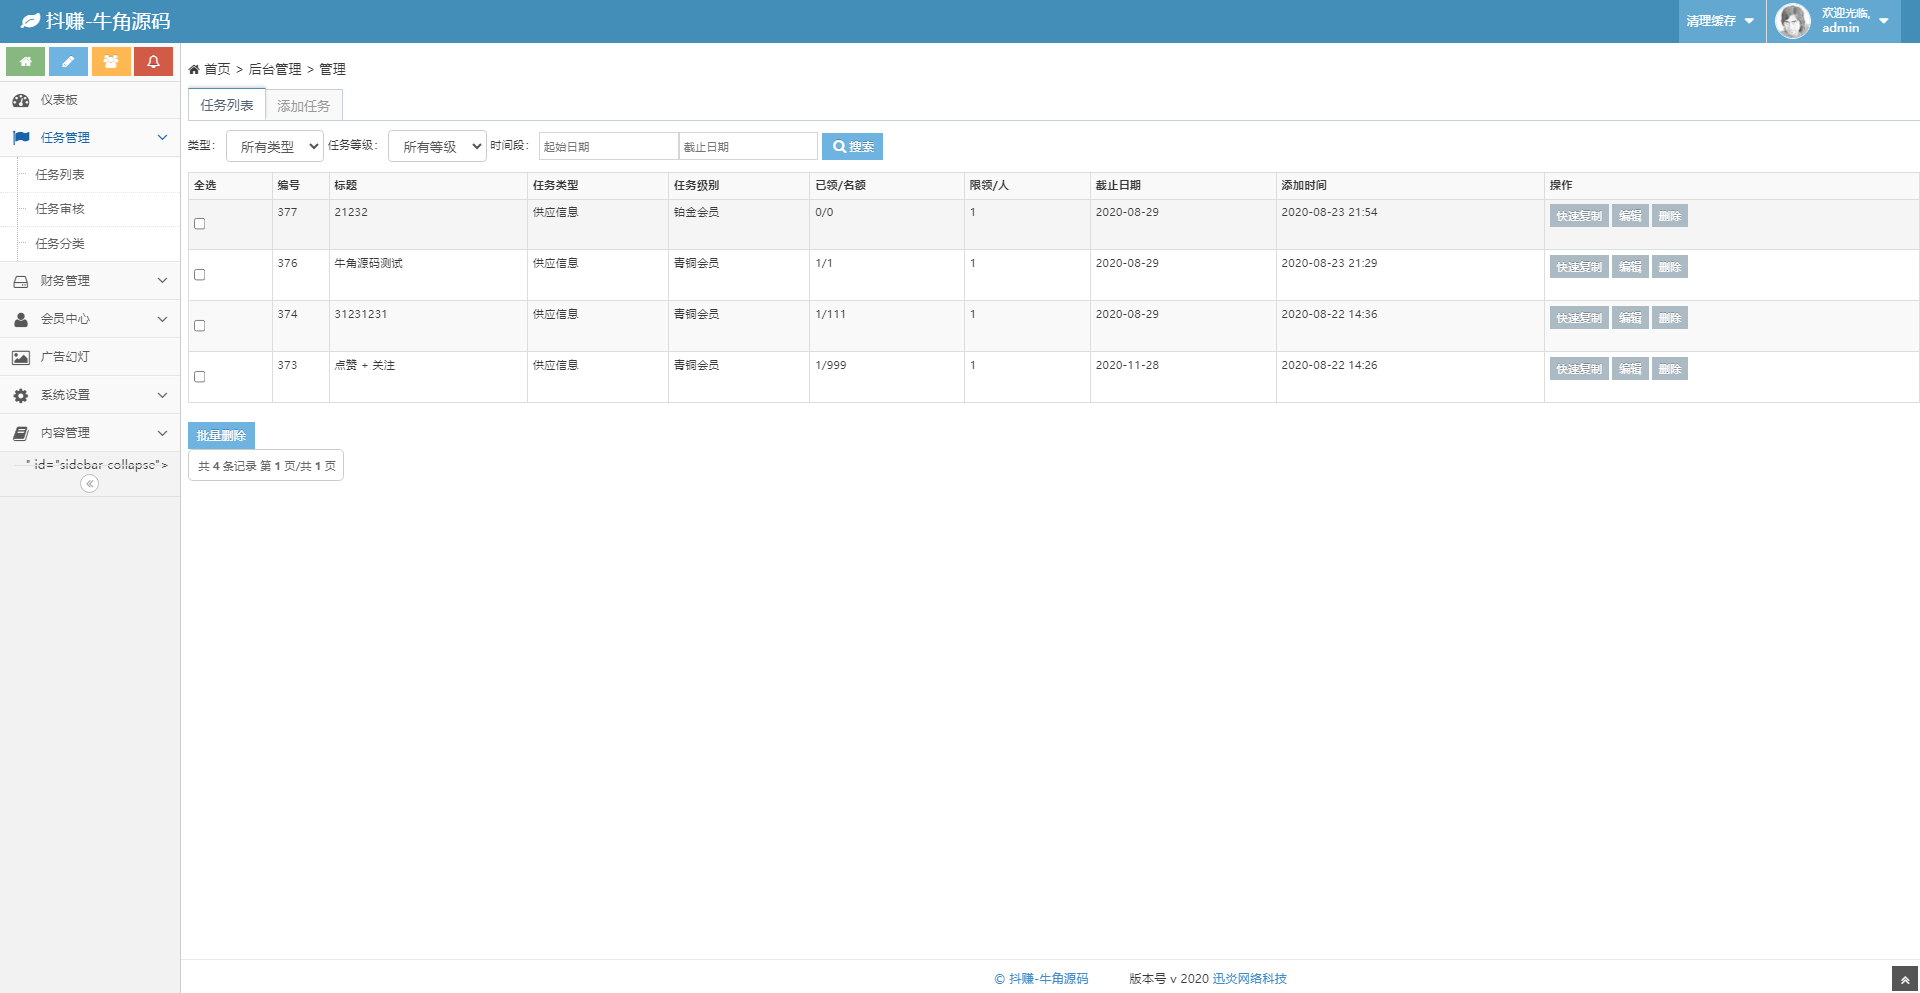 抖赚-牛角源码
清理缓存
欢迎光临,
admin
首页 > 后台管理 > 管理
仪表板
任务管理
任务列表
任务审核
任务分类
财务管理
会员中心
广告幻灯
系统设置
内容管理
" id="sidebar-collapse">
任务列表 添加任务
类型: 所有类型 任务等级: 所有等级 时间段: 起始日期 截止日期 搜索
全选 编号 标题 任务类型 任务级别 已领/名额 限领/人 截止日期 添加时间 操作
377 21232 供应信息 铂金会员 0/0 1 2020-08-29 2020-08-23 21:54 快速复制 编辑 删除
376 牛角源码测试 供应信息 青铜会员 1/1 1 2020-08-29 2020-08-23 21:29 快速复制 编辑 删除
374 31231231 供应信息 青铜会员 1/111 1 2020-08-29 2020-08-22 14:36 快速复制 编辑 删除
373 点赞 + 关注 供应信息 青铜会员 1/999 1 2020-11-28 2020-08-22 14:26 快速复制 编辑 删除
批量删除
共 4 条记录 第 1 页/共 1 页
© 抖赚-牛角源码 版本号 v 2020 迅炎网络科技